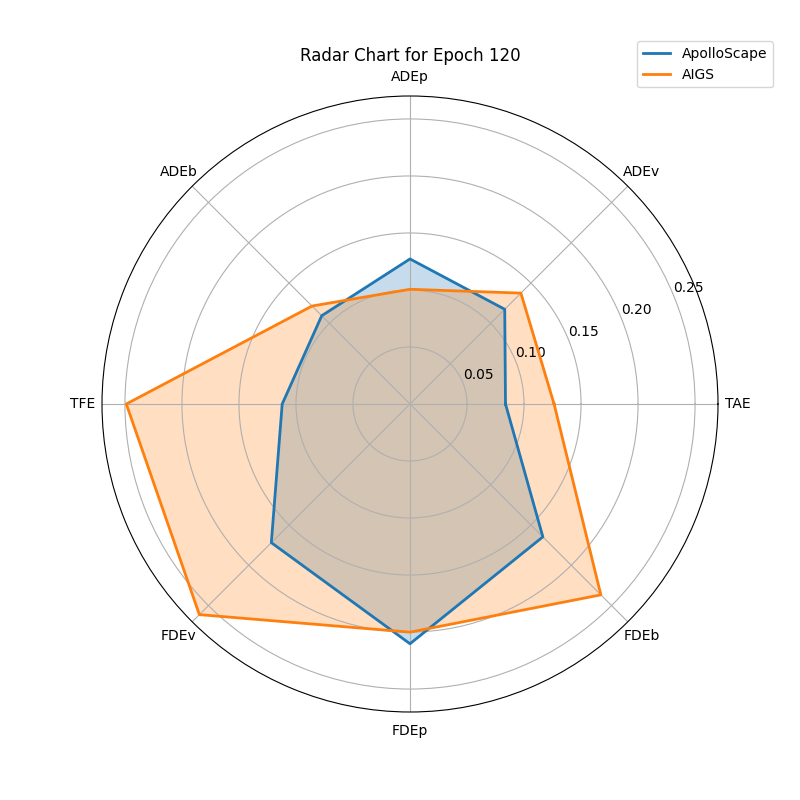 Radar Chart for Epoch 120
ApolloScape
AIGS
ADEp
ADEb
ADEv
0.25
0.20
0.15
0.10
0.05
TFE
TAE
FDEv
FDEb
FDEp